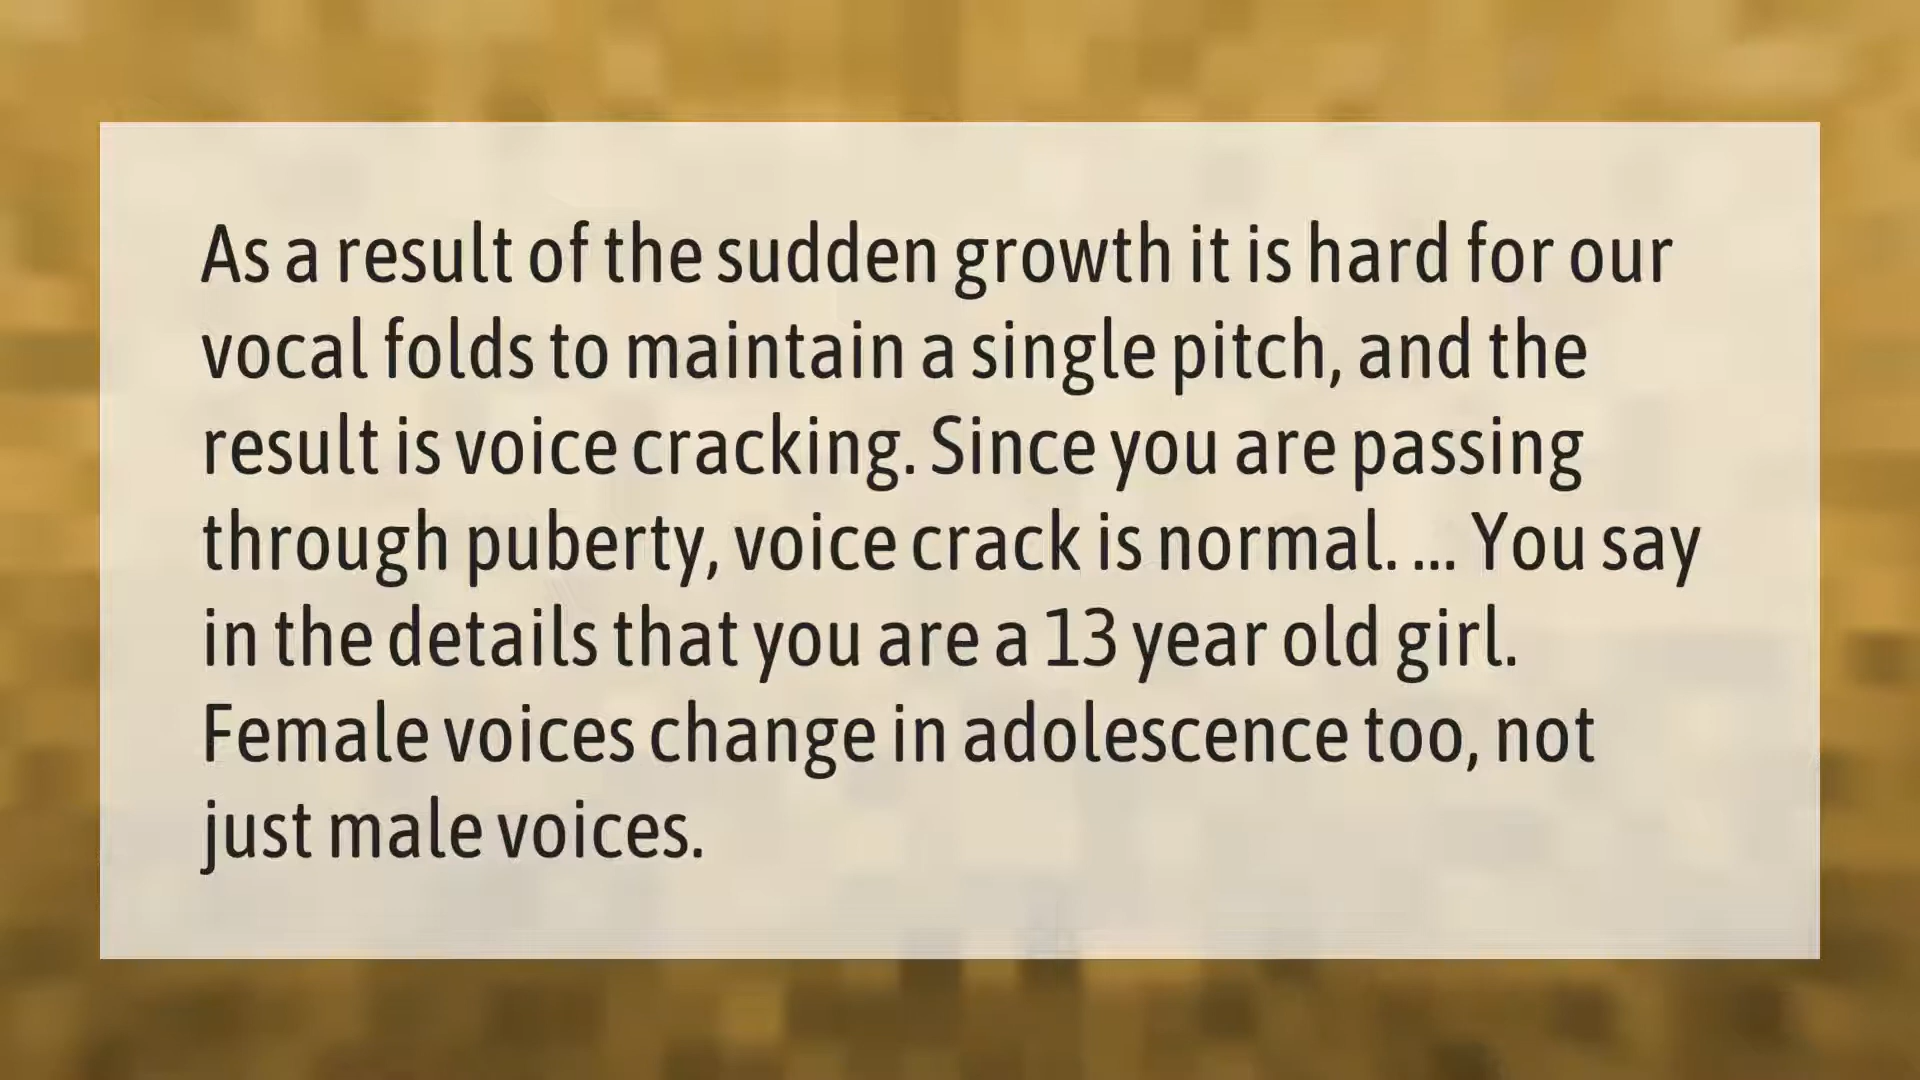 As a result of the sudden growth it is hard for our
vocal folds to maintain a single pitch, and the
result is voice cracking. Since you are passing
through puberty, voice crack is normal. ... You say
in the details that you are a 13 year old girl.
Female voices change in adolescence too, not
just male voices.